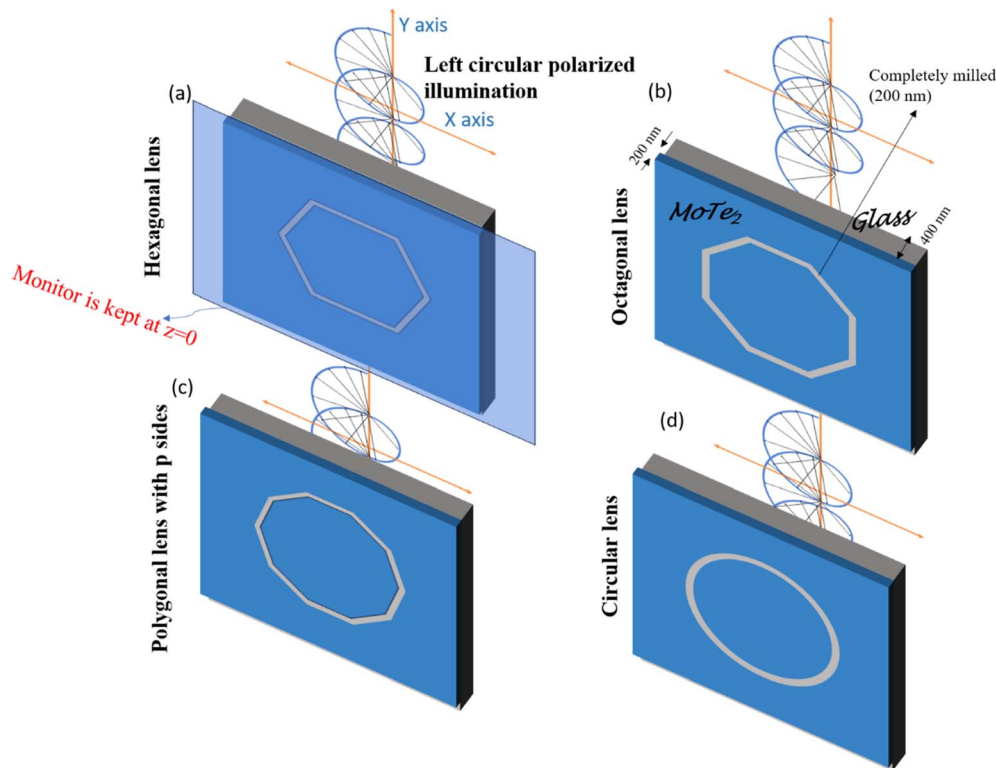 (a)
Y axis
Left circular polarized
illumination
X axis
Hexagonal lens
Monitor is kept at z=0
(b)
Completely milled
(200 nm)
200 nm
MoTe₂
Glass
400 nm
Octagonal lens
(c)
Polygonal lens with p sides
(d)
Circular lens